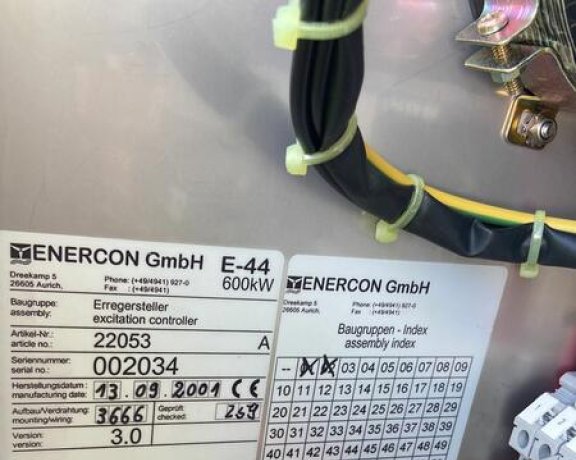 ENERCON GmbH E-44
600kW
Dreekamp 5 Phone: (+49/4941) 927-0
26605 Aurich, Fax : (+49/4941)
Baugruppe: Erregersteller
assembly: excitation controller
Artikel-Nr.: 22053 A
article no.:
Seriennummer: 002034
serial no.:
Herstellungsdatum: 13.09.2001 CE
manufacturing date:
Aufbau/Verdrahtung: 3666 Geprüft
mounting/wiring: checked:
Version: 3.0
version:
ENERCON GmbH
Dreekamp 5 Phone: (+49/4941) 927-0
26605 Aurich, Fax : (+49/4941)
Baugruppen - Index
assembly index
-- 03 04 05 06 07 08 09
10 11 12 13 14 15 16 17 18 19
20 21 22 23 24 25 26 27 28 29
30 31 32 33 34 35 36 37 38 39
40 41 42 43 44 45 46 47 48 49